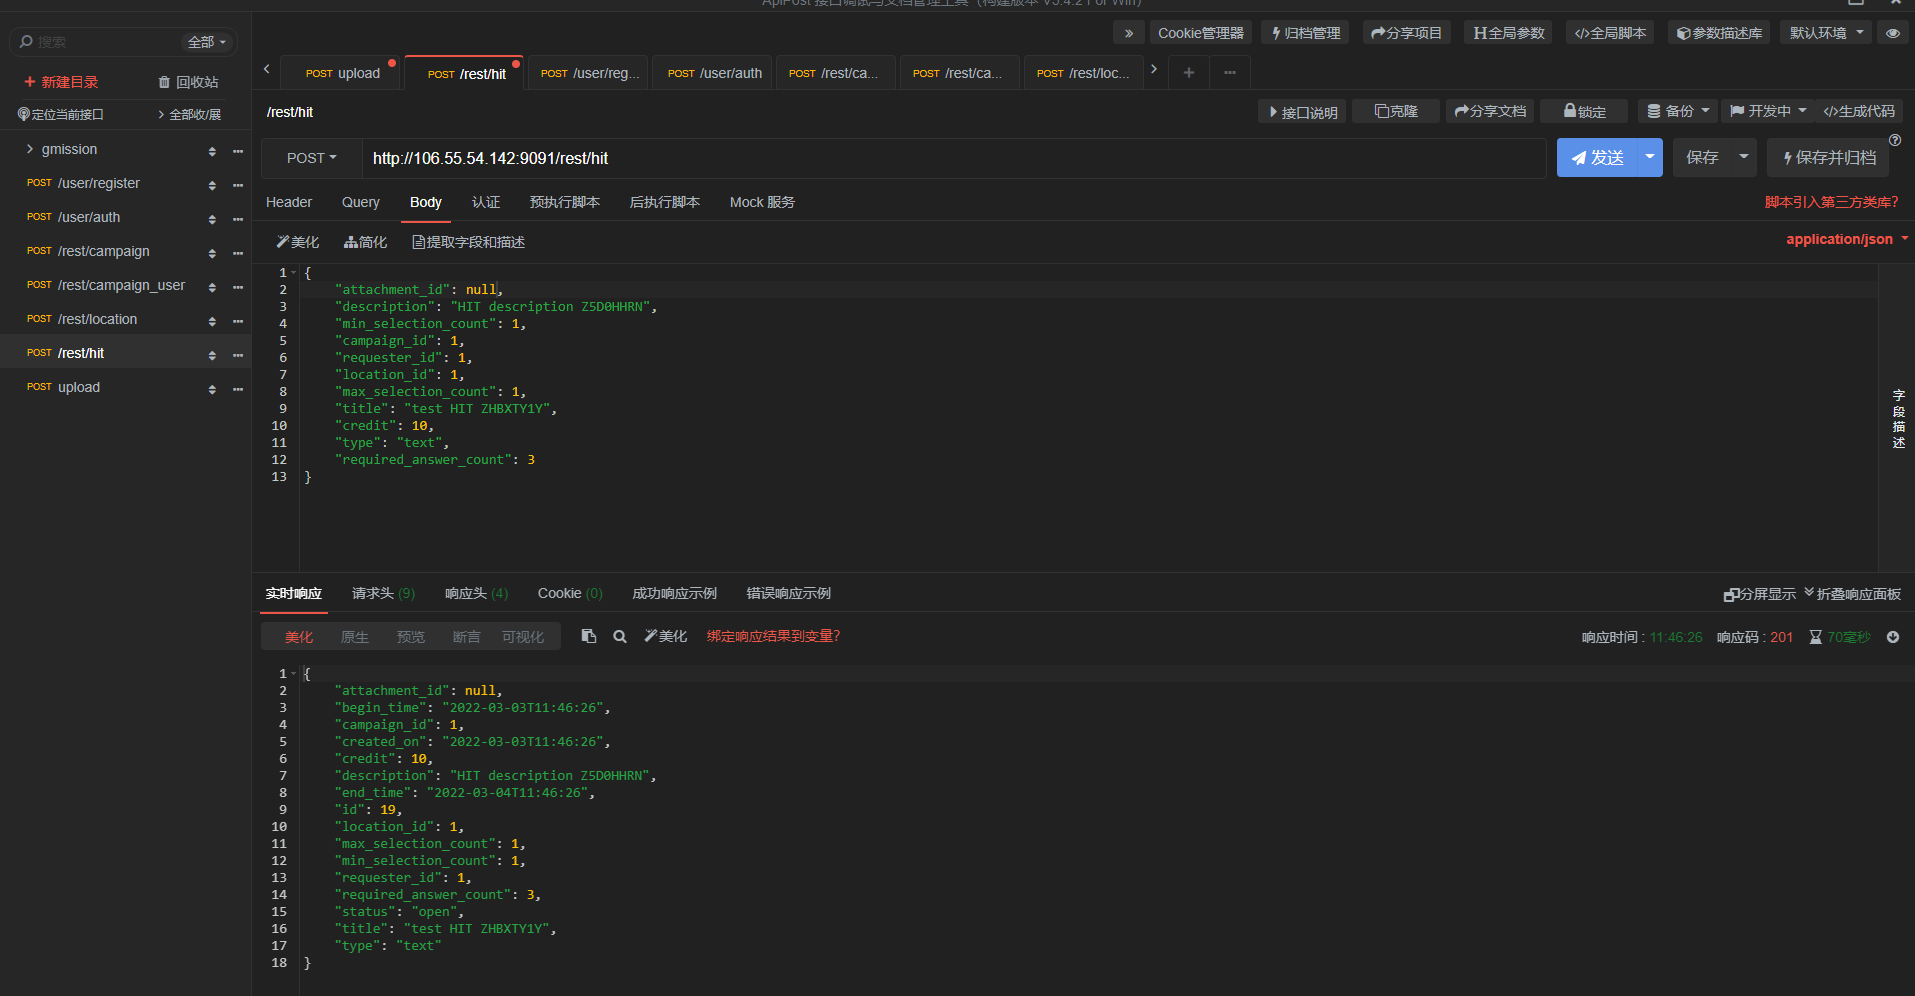 ApiPost 接口调试与文档管理工具 (构建版本 V5.4.2 For Win)
搜索 全部
Cookie管理器 归档管理 分享项目 全局参数 </>全局脚本 参数描述库 默认环境
新建目录 回收站
定位当前接口 全部收/展
POST upload POST /rest/hit POST /user/reg... POST /user/auth POST /rest/ca... POST /rest/ca... POST /rest/loc...
gmission
POST /user/register
POST /user/auth
POST /rest/campaign
POST /rest/campaign_user
POST /rest/location
POST /rest/hit
POST upload
/rest/hit 接口说明 克隆 分享文档 锁定 备份 开发中 </>生成代码
POST http://106.55.54.142:9091/rest/hit 发送 保存 保存并归档
Header Query Body 认证 预执行脚本 后执行脚本 Mock 服务 脚本引入第三方类库?
美化 简化 提取字段和描述 application/json
1 {
2 "attachment_id": null,
3 "description": "HIT description Z5D0HHRN",
4 "min_selection_count": 1,
5 "campaign_id": 1,
6 "requester_id": 1,
7 "location_id": 1,
8 "max_selection_count": 1,
9 "title": "test HIT ZHBXTY1Y",
10 "credit": 10,
11 "type": "text",
12 "required_answer_count": 3
13 }
字段描述
实时响应 请求头 (9) 响应头 (4) Cookie (0) 成功响应示例 错误响应示例 分屏显示 折叠响应面板
美化 原生 预览 断言 可视化 美化 绑定响应结果到变量? 响应时间 : 11:46:26 响应码 : 201 70毫秒
1 {
2 "attachment_id": null,
3 "begin_time": "2022-03-03T11:46:26",
4 "campaign_id": 1,
5 "created_on": "2022-03-03T11:46:26",
6 "credit": 10,
7 "description": "HIT description Z5D0HHRN",
8 "end_time": "2022-03-04T11:46:26",
9 "id": 19,
10 "location_id": 1,
11 "max_selection_count": 1,
12 "min_selection_count": 1,
13 "requester_id": 1,
14 "required_answer_count": 3,
15 "status": "open",
16 "title": "test HIT ZHBXTY1Y",
17 "type": "text"
18 }